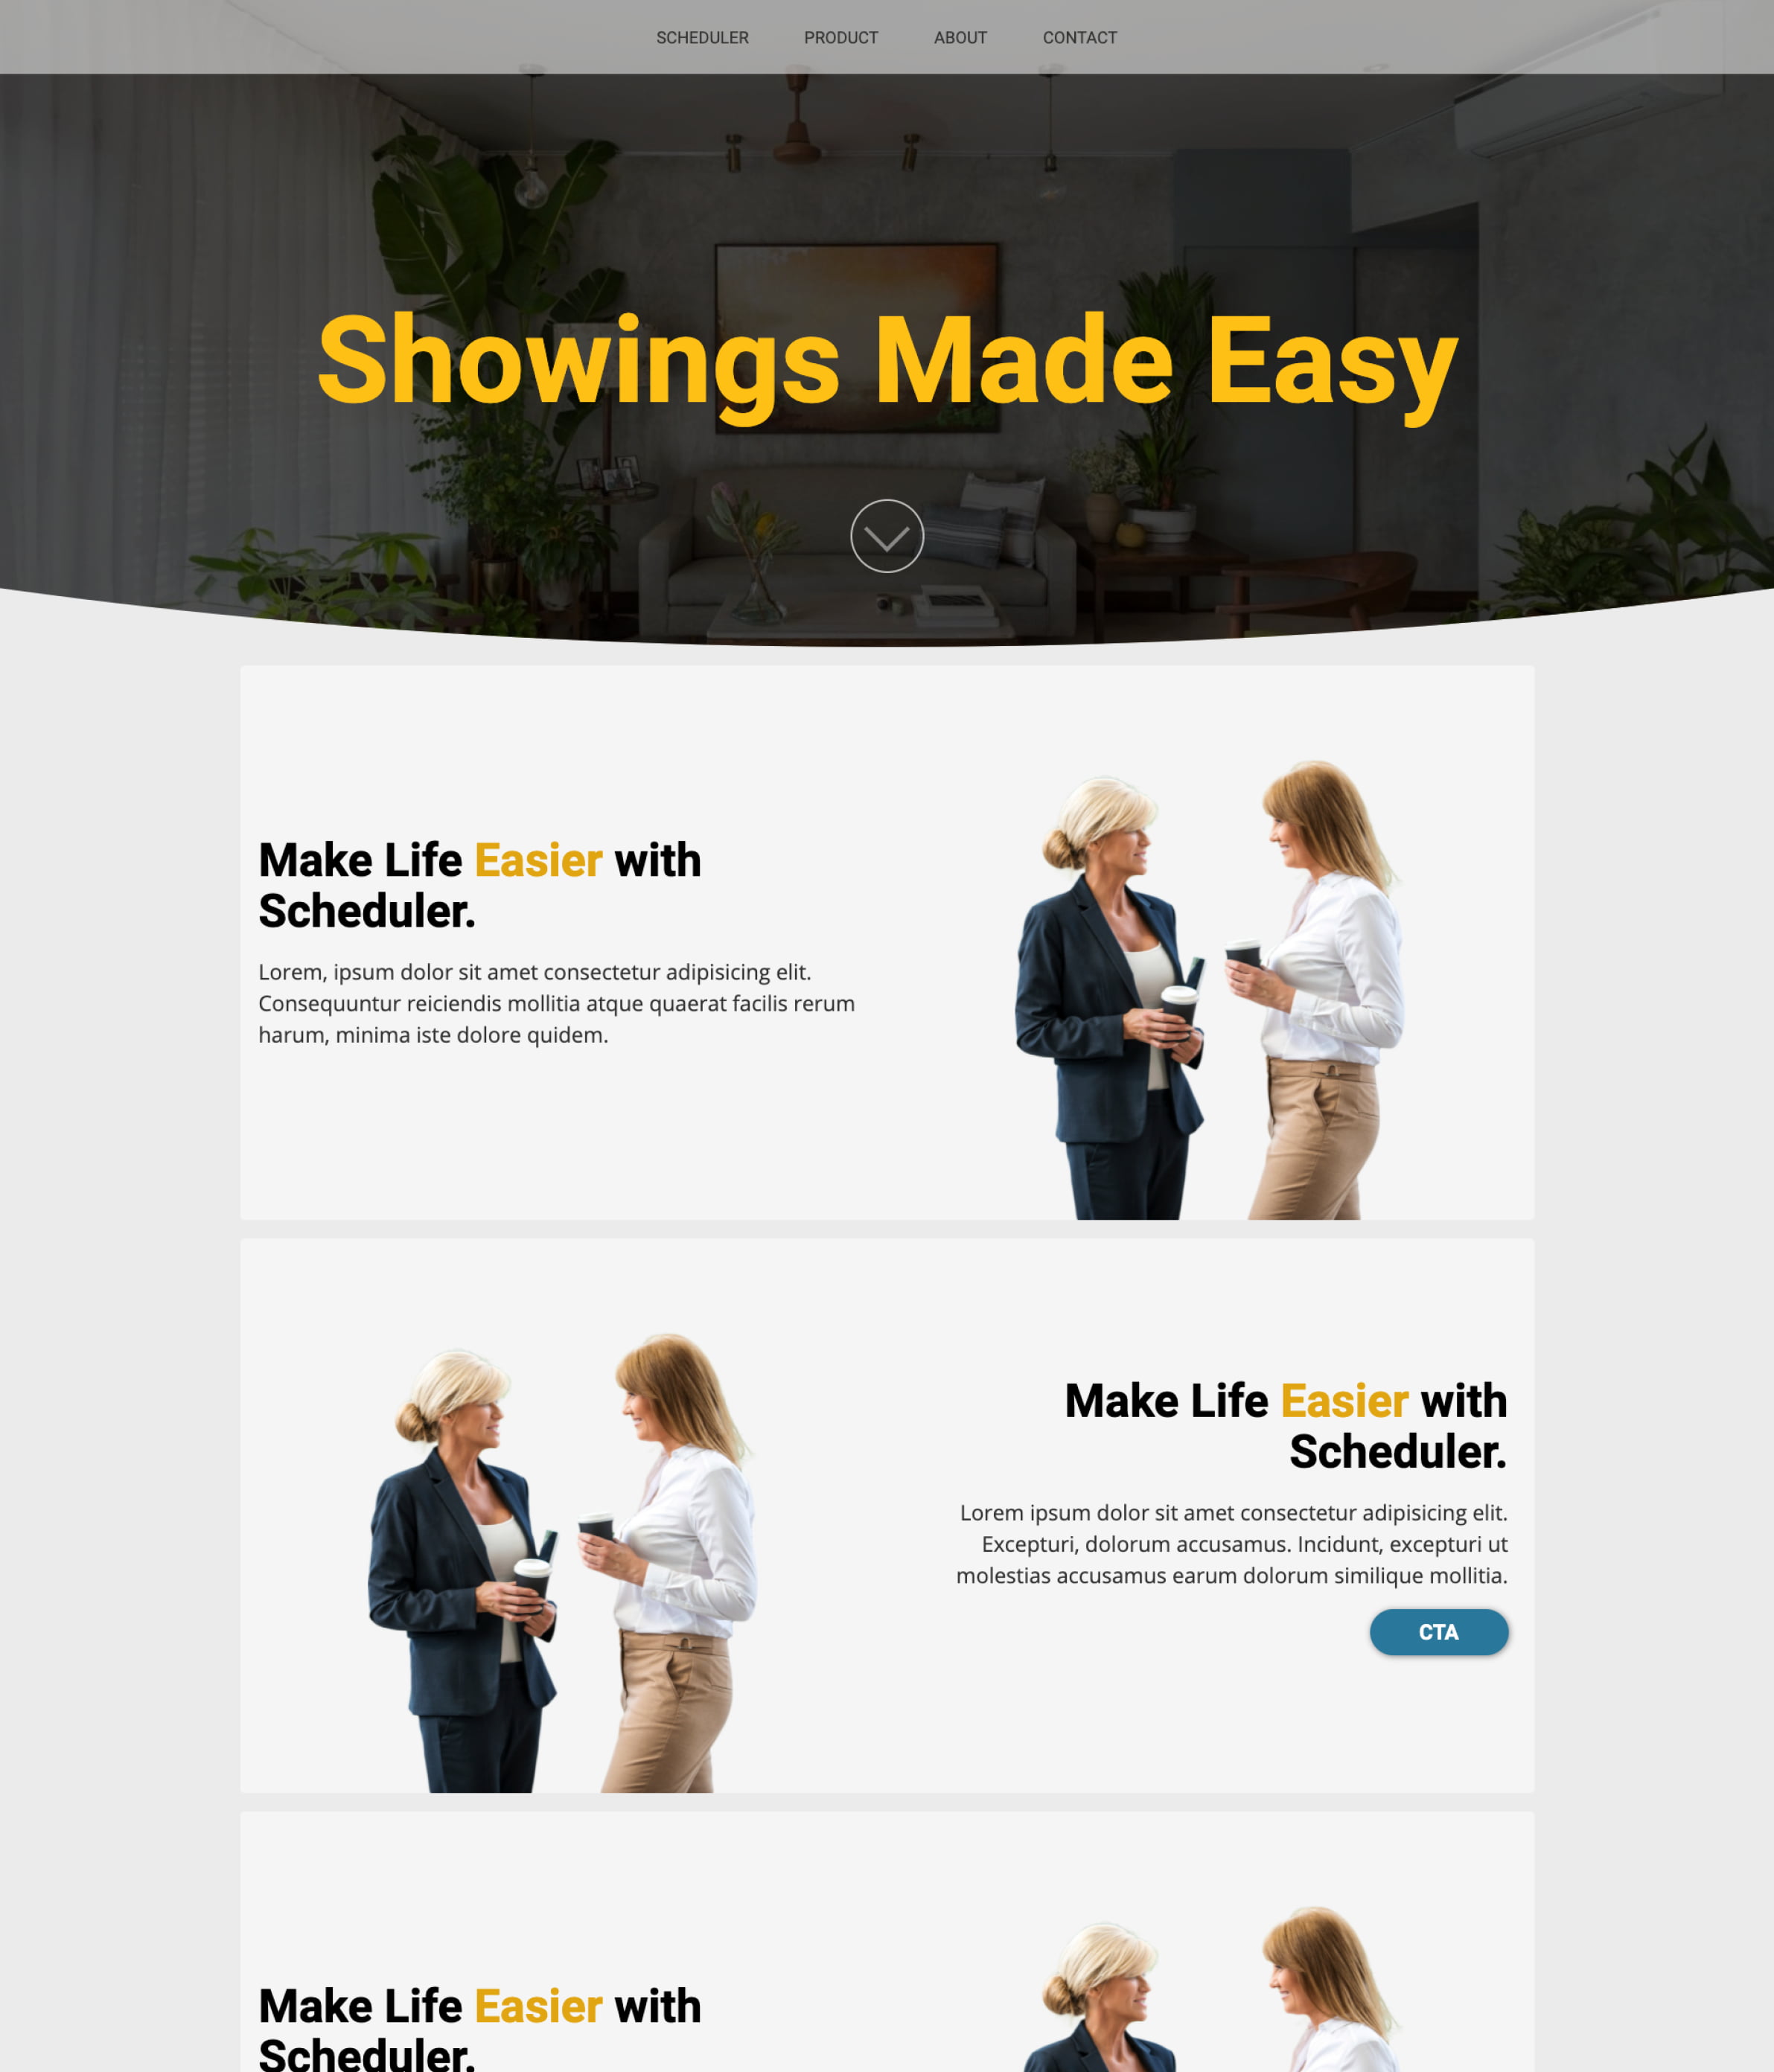 SCHEDULER PRODUCT ABOUT CONTACT
Showings Made Easy
Make Life Easier with
Scheduler.
Lorem, ipsum dolor sit amet consectetur adipisicing elit.
Consequuntur reiciendis mollitia atque quaerat facilis rerum
harum, minima iste dolore quidem.
Make Life Easier with
Scheduler.
Lorem ipsum dolor sit amet consectetur adipisicing elit.
Excepturi, dolorum accusamus. Incidunt, excepturi ut
molestias accusamus earum dolorum similique mollitia.
CTA
Make Life Easier with
Scheduler.